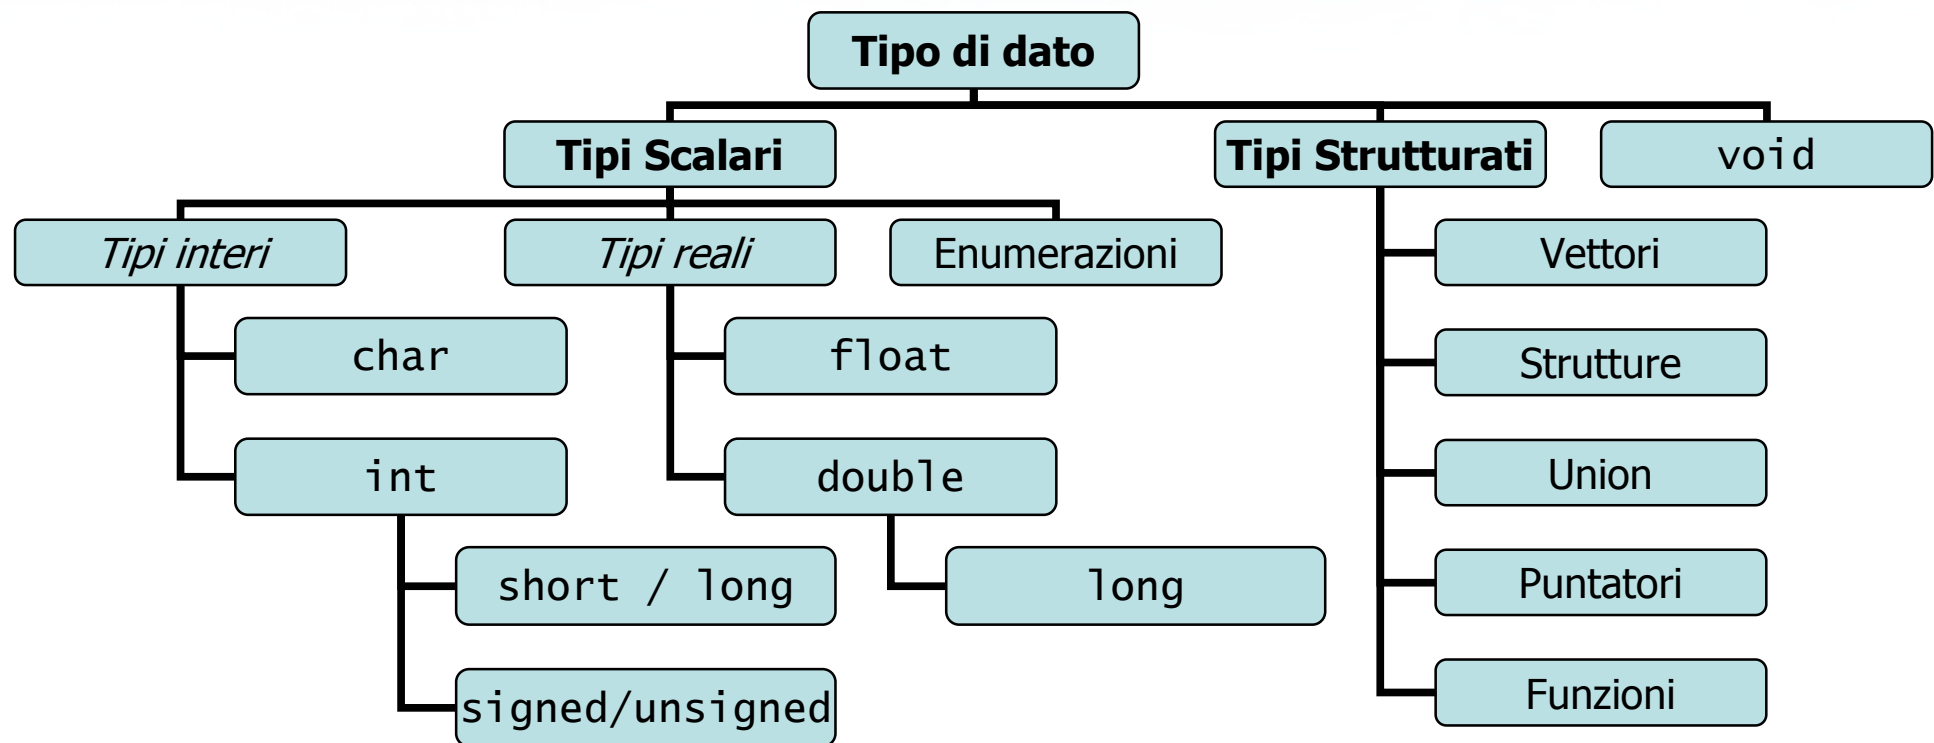 Tipo di dato
Tipi Scalari
Tipi Strutturati
void
Tipi interi
Tipi reali
Enumerazioni
Vettori
char
float
Strutture
int
double
Union
short / long
long
Puntatori
signed/unsigned
Funzioni